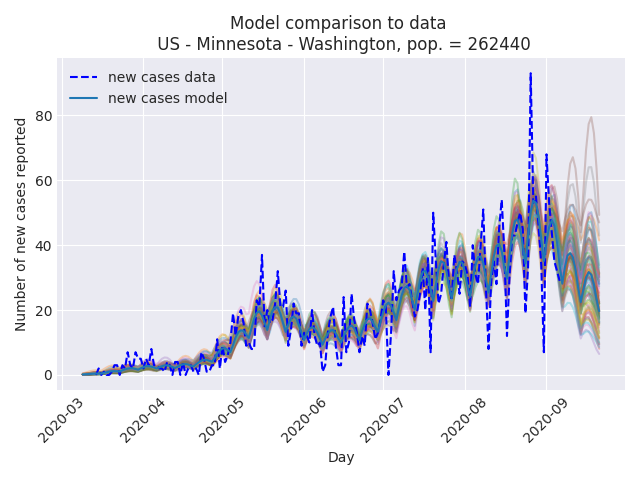 Model comparison to data
US - Minnesota - Washington, pop. = 262440
new cases data
new cases model
Number of new cases reported
80
60
40
20
0
2020-03
2020-04
2020-05
2020-06
2020-07
2020-08
2020-09
Day